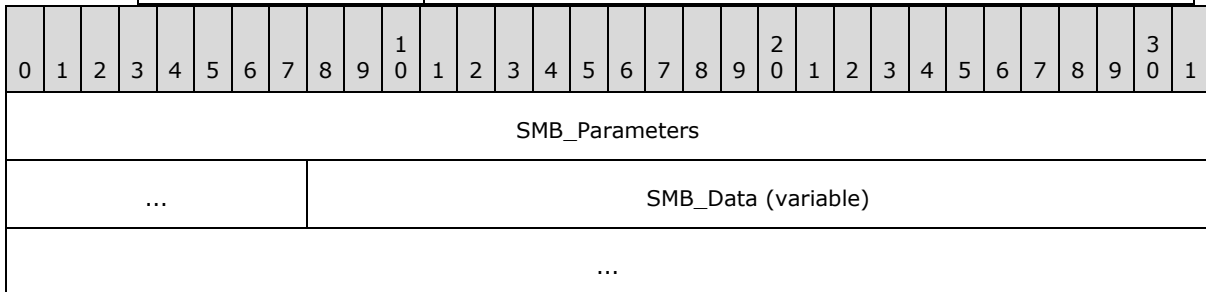 0 1 2 3 4 5 6 7 8 9 1 0 1 2 3 4 5 6 7 8 9 2 0 1 2 3 4 5 6 7 8 9 3 0 1
SMB_Parameters
... SMB_Data (variable)
...